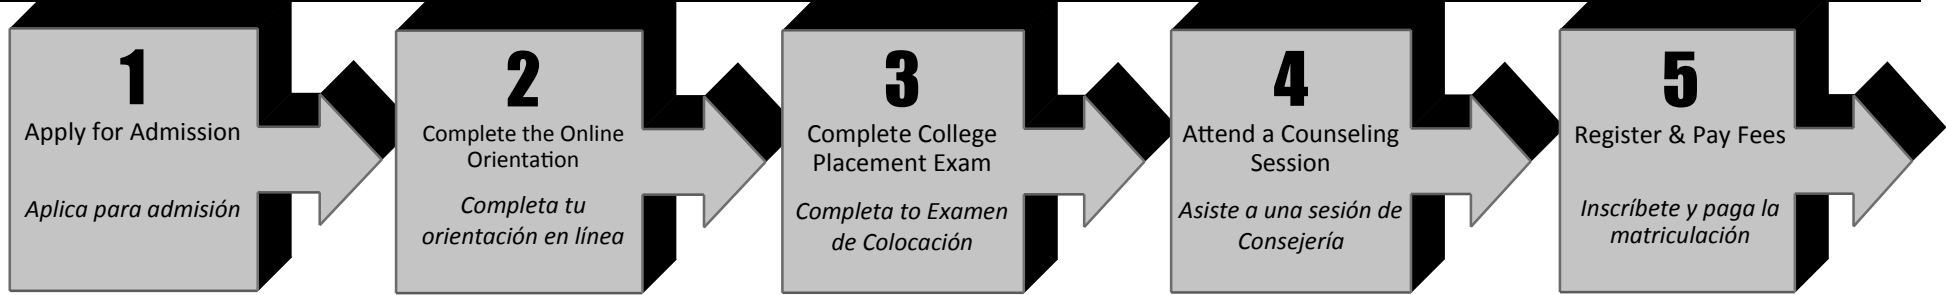 1
Apply for Admission
Aplica para admisión
2
Complete the Online
Orientation
Completa tu
orientación en línea
3
Complete College
Placement Exam
Completa to Examen
de Colocación
4
Attend a Counseling
Session
Asiste a una sesión de
Consejería
5
Register & Pay Fees
Inscríbete y paga la
matriculación